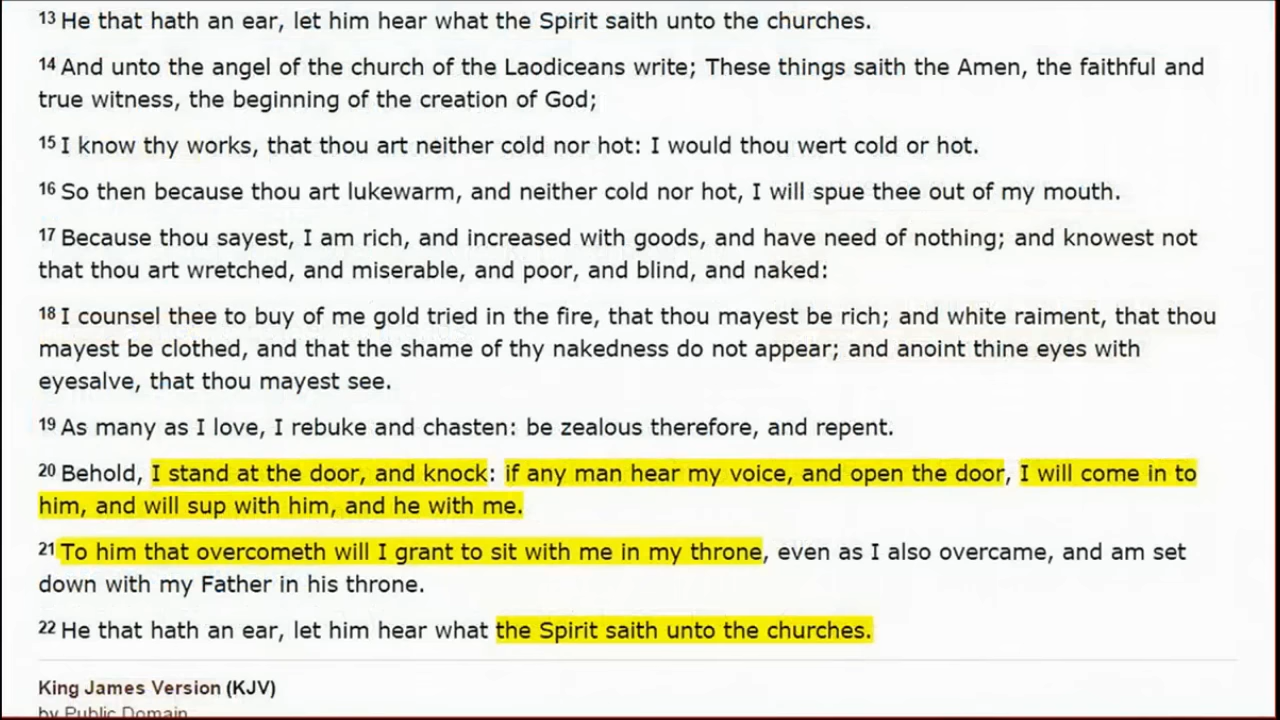 13 He that hath an ear, let him hear what the Spirit saith unto the churches.
14 And unto the angel of the church of the Laodiceans write; These things saith the Amen, the faithful and
true witness, the beginning of the creation of God;
15 I know thy works, that thou art neither cold nor hot: I would thou wert cold or hot.
16 So then because thou art lukewarm, and neither cold nor hot, I will spue thee out of my mouth.
17 Because thou sayest, I am rich, and increased with goods, and have need of nothing; and knowest not
that thou art wretched, and miserable, and poor, and blind, and naked:
18 I counsel thee to buy of me gold tried in the fire, that thou mayest be rich; and white raiment, that thou
mayest be clothed, and that the shame of thy nakedness do not appear; and anoint thine eyes with
eyesalve, that thou mayest see.
19 As many as I love, I rebuke and chasten: be zealous therefore, and repent.
20 Behold, I stand at the door, and knock: if any man hear my voice, and open the door, I will come in to
him, and will sup with him, and he with me.
21 To him that overcometh will I grant to sit with me in my throne, even as I also overcame, and am set
down with my Father in his throne.
22 He that hath an ear, let him hear what the Spirit saith unto the churches.
King James Version (KJV)
by Public Domain